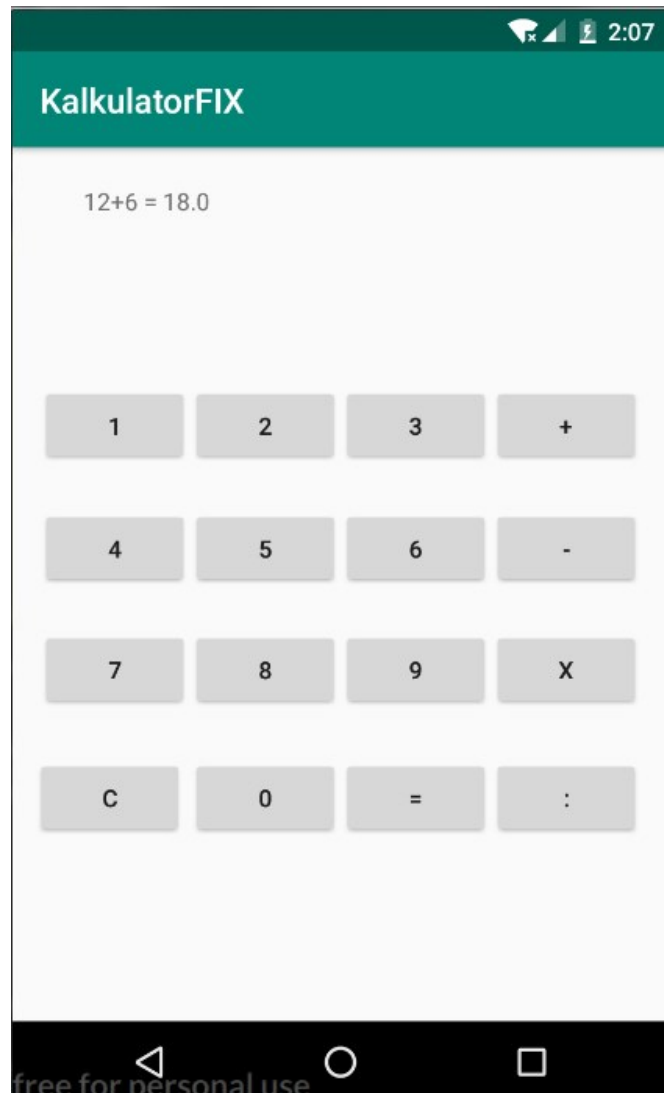 2:07
KalkulatorFIX
12+6 = 18.0
1 2 3 +
4 5 6 -
7 8 9 X
C 0 = :
free for personal use